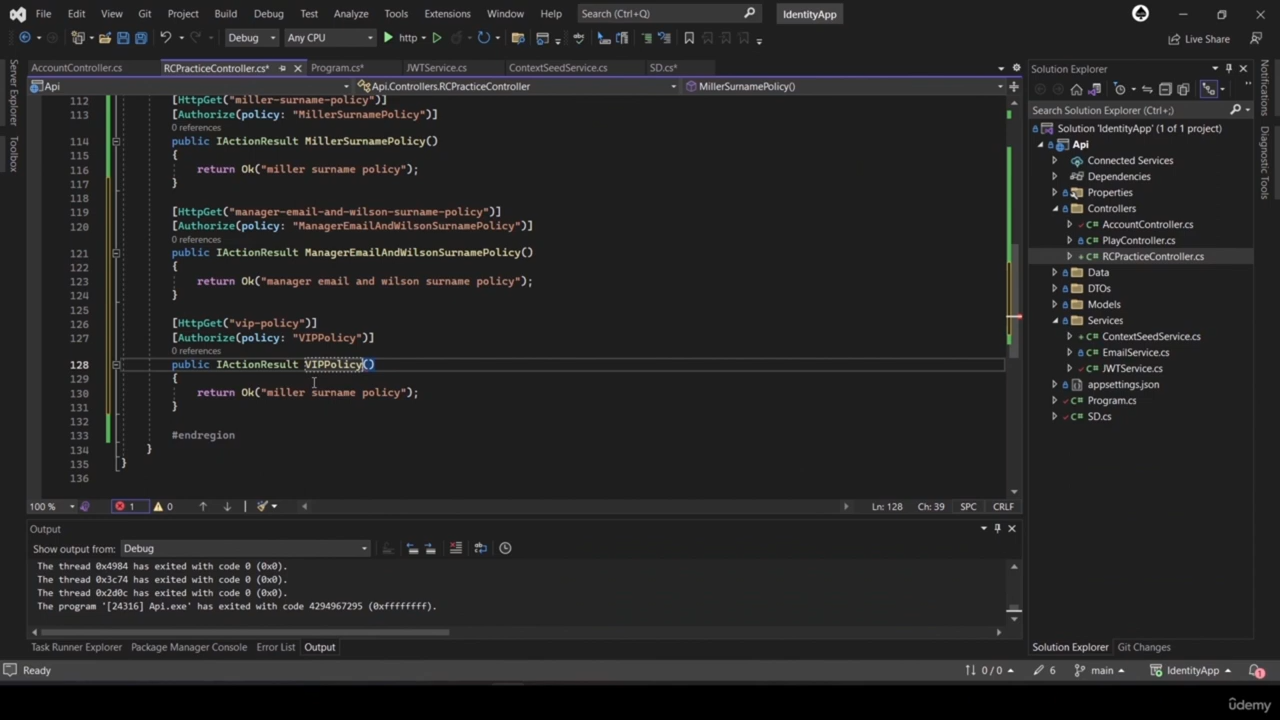 File Edit View Git Project Build Debug Test Analyze Tools Extensions Window Help Search (Ctrl+Q) IdentityApp
Debug Any CPU http Live Share
AccountController.cs RCPracticeController.cs* Program.cs* JWTService.cs ContextSeedService.cs SD.cs*
Api Api.Controllers.RCPracticeController MillerSurnamePolicy()
Server Explorer
Toolbox
112 [HttpGet("miller-surname-policy")]
113 [Authorize(policy: "MillerSurnamePolicy")]
0 references
114 public IActionResult MillerSurnamePolicy()
115 {
116 return Ok("miller surname policy");
117 }
118
119 [HttpGet("manager-email-and-wilson-surname-policy")]
120 [Authorize(policy: "ManagerEmailAndWilsonSurnamePolicy")]
0 references
121 public IActionResult ManagerEmailAndWilsonSurnamePolicy()
122 {
123 return Ok("manager email and wilson surname policy");
124 }
125
126 [HttpGet("vip-policy")]
127 [Authorize(policy: "VIPPolicy")]
0 references
128 public IActionResult VIPPolicy()
129 {
130 return Ok("miller surname policy");
131 }
132
133 #endregion
134 }
135 }
136
100 % 1 0 Ln: 128 Ch: 39 SPC CRLF
Output
Show output from: Debug
The thread 0x4984 has exited with code 0 (0x0).
The thread 0x3c74 has exited with code 0 (0x0).
The thread 0x2d0c has exited with code 0 (0x0).
The program '[24316] Api.exe' has exited with code 4294967295 (0xffffffff).
Task Runner Explorer Package Manager Console Error List Output
Solution Explorer
Search Solution Explorer (Ctrl+;)
Solution 'IdentityApp' (1 of 1 project)
Api
Connected Services
Dependencies
Properties
Controllers
AccountController.cs
PlayController.cs
RCPracticeController.cs
Data
DTOs
Models
Services
ContextSeedService.cs
EmailService.cs
JWTService.cs
appsettings.json
Program.cs
SD.cs
Solution Explorer Git Changes
Notifications
Diagnostic Tools
Ready 0 / 0 6 main IdentityApp 1
ûdemy